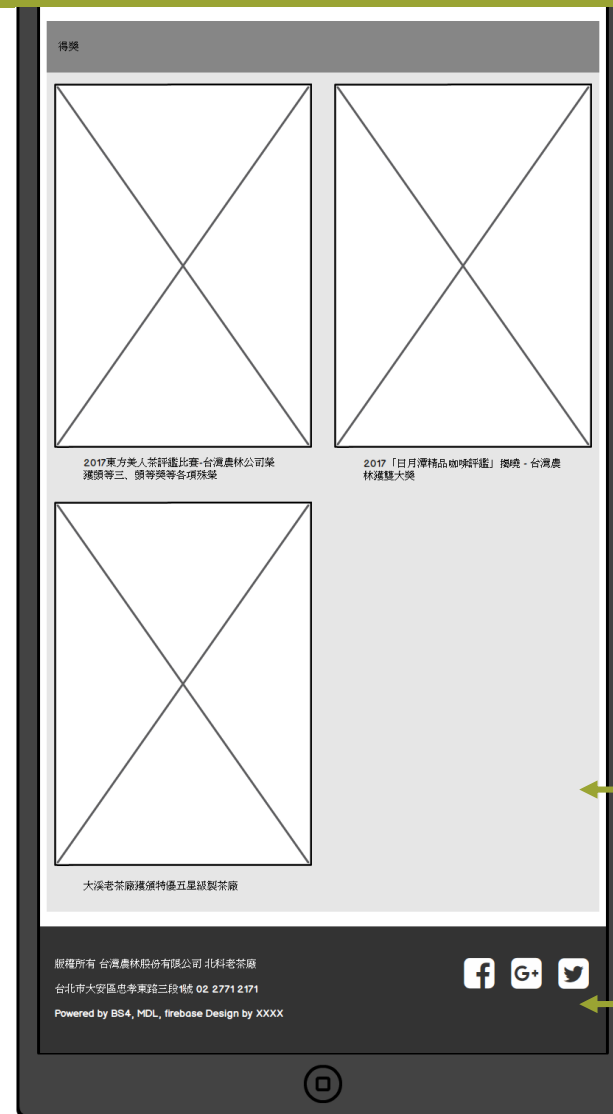 得獎
2017東方美人茶評鑑比賽-台灣農林公司榮
獲頭等三、頭等獎等各項殊榮
2017「日月潭精品咖啡評鑑」揭曉 - 台灣農
林獲雙大獎
大溪老茶廠獲頒特優五星級製茶廠
版權所有 台灣農林股份有限公司 北科老茶廠
台北市大安區忠孝東路三段1號 02 2771 2171
Powered by BS4, MDL, firebase Design by XXXX